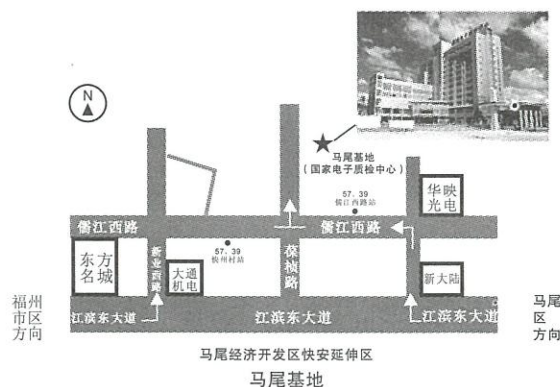 N
马尾基地
（国家电子质检中心）
57. 39
儒江西路站
华映
光电
儒江西路
儒江西路
东方
名城
新业西路
57. 39
快州村站
大通
机电
葆桢路
新大陆
福州
市区
方向
江滨东大道
江滨东大道
江滨东大道
马尾
区
方向
马尾经济开发区快安延伸区
马尾基地